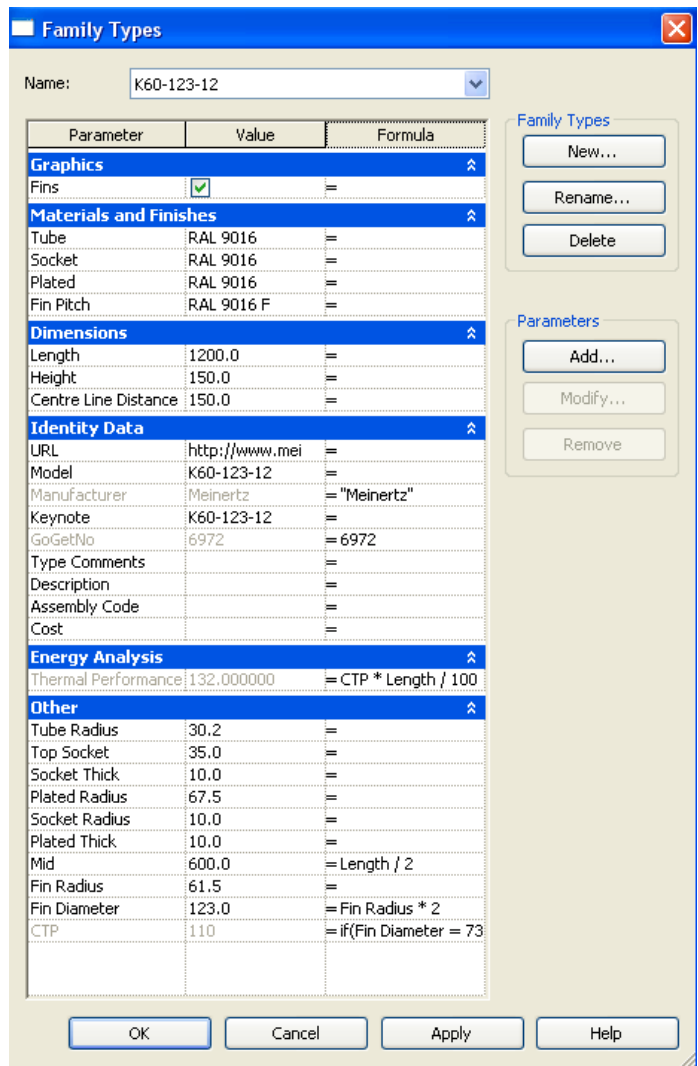 Family Types
Name: K60-123-12
Parameter Value Formula
Graphics
Fins =
Materials and Finishes
Tube RAL 9016 =
Socket RAL 9016 =
Plated RAL 9016 =
Fin Pitch RAL 9016 F =
Dimensions
Length 1200.0 =
Height 150.0 =
Centre Line Distance 150.0 =
Identity Data
URL http://www.mei =
Model K60-123-12 =
Manufacturer Meinertz = "Meinertz"
Keynote K60-123-12 =
GoGetNo 6972 = 6972
Type Comments =
Description =
Assembly Code =
Cost =
Energy Analysis
Thermal Performance 132.000000 = CTP * Length / 100
Other
Tube Radius 30.2 =
Top Socket 35.0 =
Socket Thick 10.0 =
Plated Radius 67.5 =
Socket Radius 10.0 =
Plated Thick 10.0 =
Mid 600.0 = Length / 2
Fin Radius 61.5 =
Fin Diameter 123.0 = Fin Radius * 2
CTP 110 = if(Fin Diameter = 73
Family Types
New...
Rename...
Delete
Parameters
Add...
Modify...
Remove
OK Cancel Apply Help